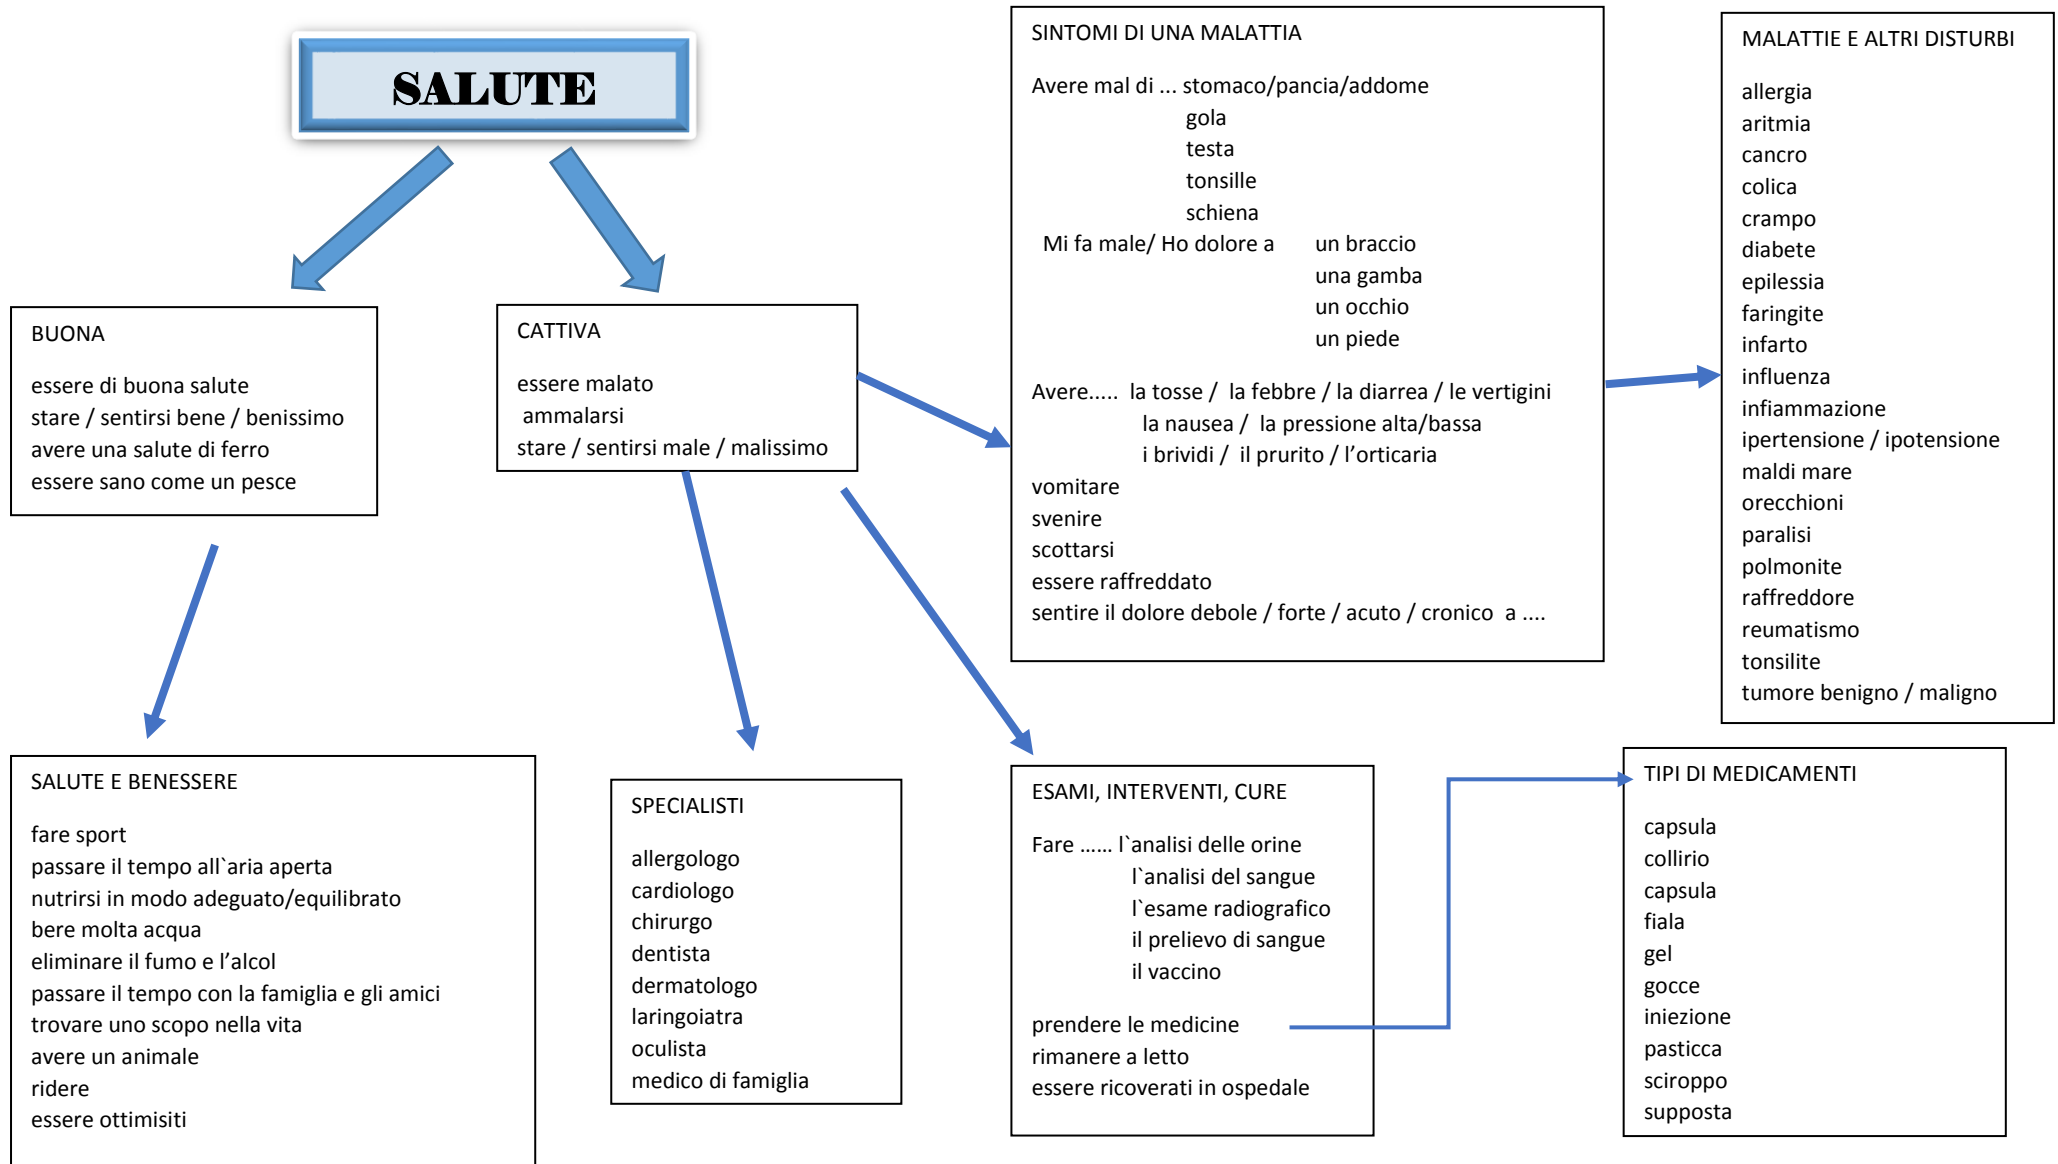 SALUTE
BUONA
essere di buona salute
stare / sentirsi bene / benissimo
avere una salute di ferro
essere sano come un pesce
CATTIVA
essere malato
ammalarsi
stare / sentirsi male / malissimo
SINTOMI DI UNA MALATTIA
Avere mal di ... stomaco/pancia/addome
gola
testa
tonsille
schiena
Mi fa male/ Ho dolore a un braccio
una gamba
un occhio
un piede
Avere..... la tosse / la febbre / la diarrea / le vertigini
la nausea / la pressione alta/bassa
i brividi / il prurito / l'orticaria
vomitare
svenire
scottarsi
essere raffreddato
sentire il dolore debole / forte / acuto / cronico a ....
MALATTIE E ALTRI DISTURBI
allergia
aritmia
cancro
colica
crampo
diabete
epilessia
faringite
infarto
influenza
infiammazione
ipertensione / ipotensione
maldi mare
orecchioni
paralisi
polmonite
raffreddore
reumatismo
tonsilite
tumore benigno / maligno
SALUTE E BENESSERE
fare sport
passare il tempo all`aria aperta
nutrirsi in modo adeguato/equilibrato
bere molta acqua
eliminare il fumo e l’alcol
passare il tempo con la famiglia e gli amici
trovare uno scopo nella vita
avere un animale
ridere
essere ottimisiti
SPECIALISTI
allergologo
cardiologo
chirurgo
dentista
dermatologo
laringoiatra
oculista
medico di famiglia
ESAMI, INTERVENTI, CURE
Fare ...... l`analisi delle orine
l`analisi del sangue
l`esame radiografico
il prelievo di sangue
il vaccino
prendere le medicine
rimanere a letto
essere ricoverati in ospedale
TIPI DI MEDICAMENTI
capsula
collirio
capsula
fiala
gel
gocce
iniezione
pasticca
sciroppo
supposta